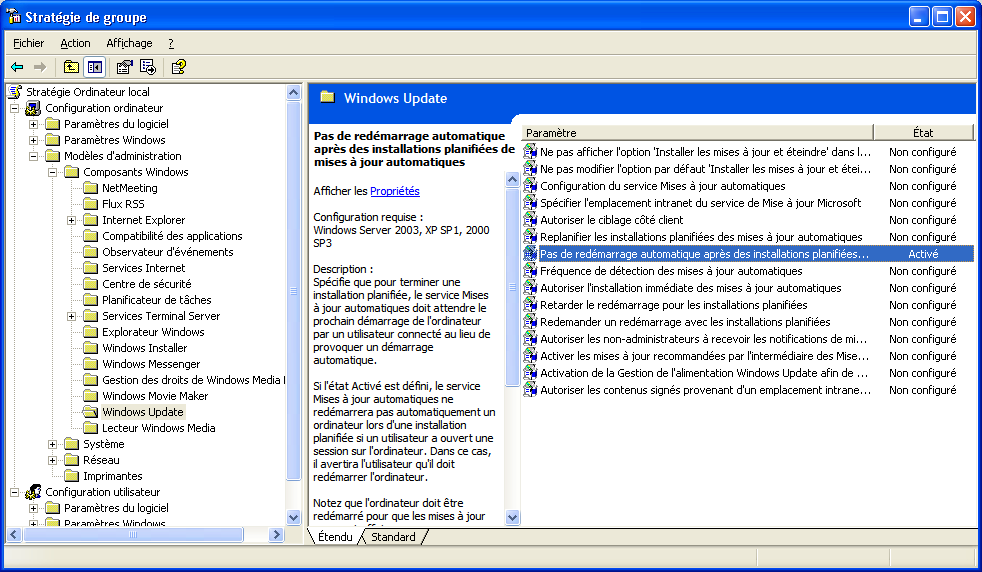 Stratégie de groupe
Fichier Action Affichage ?
Stratégie Ordinateur local
Configuration ordinateur
Paramètres du logiciel
Paramètres Windows
Modèles d'administration
Composants Windows
NetMeeting
Flux RSS
Internet Explorer
Compatibilité des applications
Observateur d'événements
Services Internet
Centre de sécurité
Planificateur de tâches
Services Terminal Server
Explorateur Windows
Windows Installer
Windows Messenger
Gestion des droits de Windows Media
Windows Movie Maker
Windows Update
Lecteur Windows Media
Système
Réseau
Imprimantes
Configuration utilisateur
Paramètres du logiciel
Paramètres Windows
Windows Update
Pas de redémarrage automatique
après des installations planifiées de
mises à jour automatiques
Afficher les Propriétés
Configuration requise :
Windows Server 2003, XP SP1, 2000
SP3
Description :
Spécifie que pour terminer une
installation planifiée, le service Mises
à jour automatiques doit attendre le
prochain démarrage de l'ordinateur
par un utilisateur connecté au lieu de
provoquer un démarrage
automatique.
Si l'état Activé est défini, le service
Mises à jour automatiques ne
redémarrera pas automatiquement un
ordinateur lors d'une installation
planifiée si un utilisateur a ouvert une
session sur l'ordinateur. Dans ce cas,
il avertira l'utilisateur qu'il doit
redémarrer l'ordinateur.
Notez que l'ordinateur doit être
redémarré pour que les mises à jour
Paramètre État
Ne pas afficher l'option 'Installer les mises à jour et éteindre' dans l... Non configuré
Ne pas modifier l'option par défaut 'Installer les mises à jour et étei... Non configuré
Configuration du service Mises à jour automatiques Non configuré
Spécifier l'emplacement intranet du service de Mise à jour Microsoft Non configuré
Autoriser le ciblage côté client Non configuré
Replanifier les installations planifiées des mises à jour automatiques Non configuré
Pas de redémarrage automatique après des installations planifiées... Activé
Fréquence de détection des mises à jour automatiques Non configuré
Autoriser l'installation immédiate des mises à jour automatiques Non configuré
Retarder le redémarrage pour les installations planifiées Non configuré
Redemander un redémarrage avec les installations planifiées Non configuré
Autoriser les non-administrateurs à recevoir les notifications de mi... Non configuré
Activer les mises à jour recommandées par l'intermédiaire des Mise... Non configuré
Activation de la Gestion de l'alimentation Windows Update afin de ... Non configuré
Autoriser les contenus signés provenant d'un emplacement intrane... Non configuré
Étendu Standard